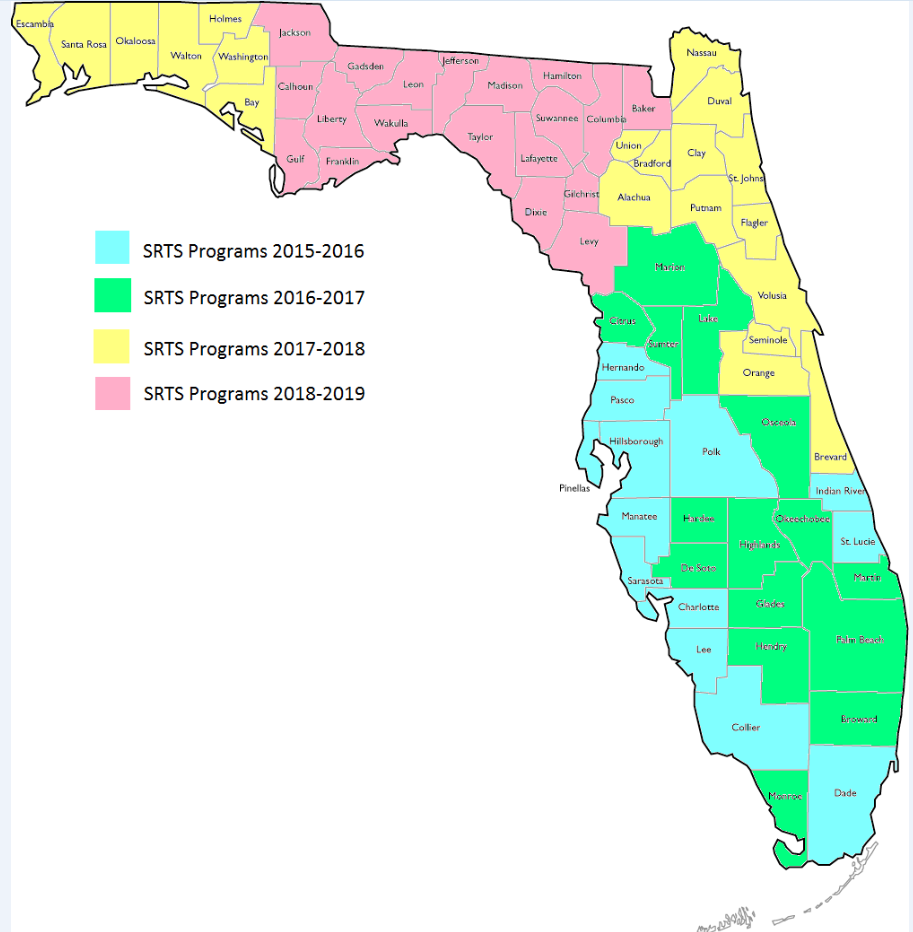 Escambia
Santa Rosa
Okaloosa
Holmes
Walton
Washington
Bay
Jackson
Calhoun
Gadsden
Leon
Jefferson
Madison
Hamilton
Liberty
Wakulla
Gulf
Franklin
Taylor
Suwannee
Columbia
Baker
Lafayette
Dixie
Gilchrist
Levy
Nassau
Duval
Union
Bradford
Clay
St. Johns
Alachua
Putnam
Flagler
SRTS Programs 2015-2016
SRTS Programs 2016-2017
SRTS Programs 2017-2018
SRTS Programs 2018-2019
Marion
Volusia
Citrus
Sumter
Lake
Seminole
Orange
Hernando
Pasco
Hillsborough
Pinellas
Polk
Osceola
Brevard
Indian River
Manatee
Hardee
Highlands
Okeechobee
St. Lucie
Sarasota
De Soto
Martin
Charlotte
Glades
Lee
Hendry
Palm Beach
Collier
Broward
Monroe
Dade